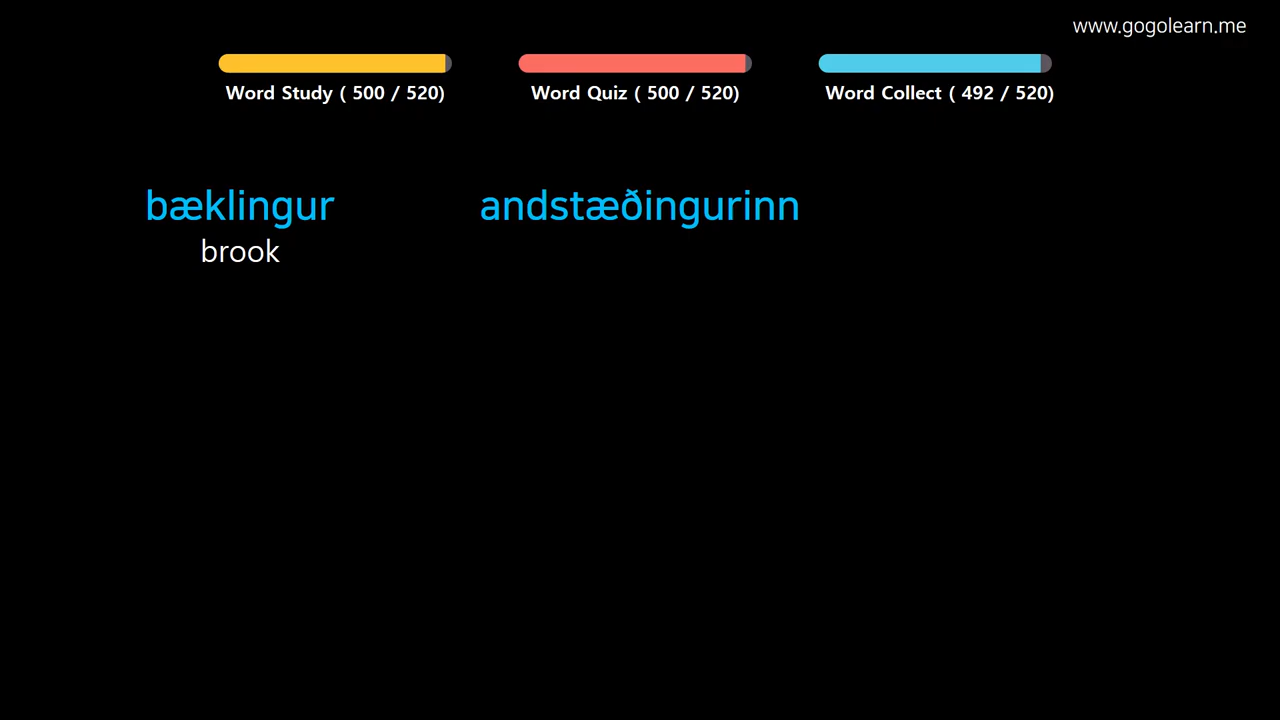 www.gogolearn.me
Word Study ( 500 / 520) Word Quiz ( 500 / 520) Word Collect ( 492 / 520)
bæklingur andstæðingurinn
brook